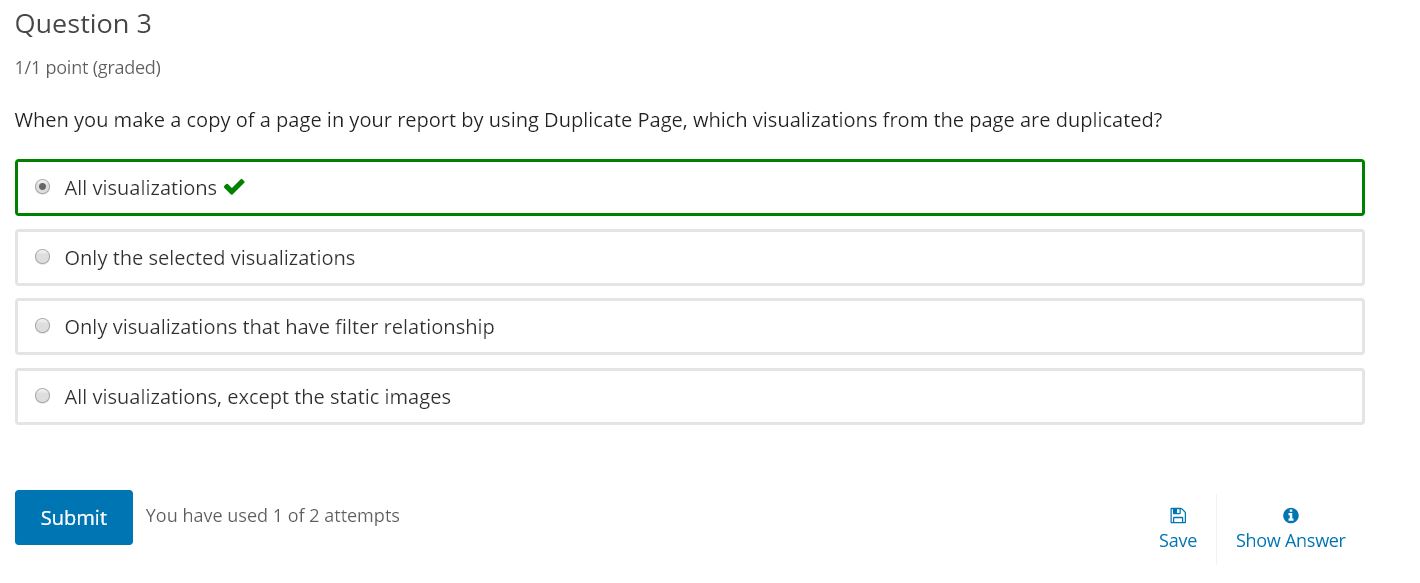 Question 3
1/1 point (graded)
When you make a copy of a page in your report by using Duplicate Page, which visualizations from the page are duplicated?
All visualizations
Only the selected visualizations
Only visualizations that have filter relationship
All visualizations, except the static images
Submit
You have used 1 of 2 attempts
Save
Show Answer